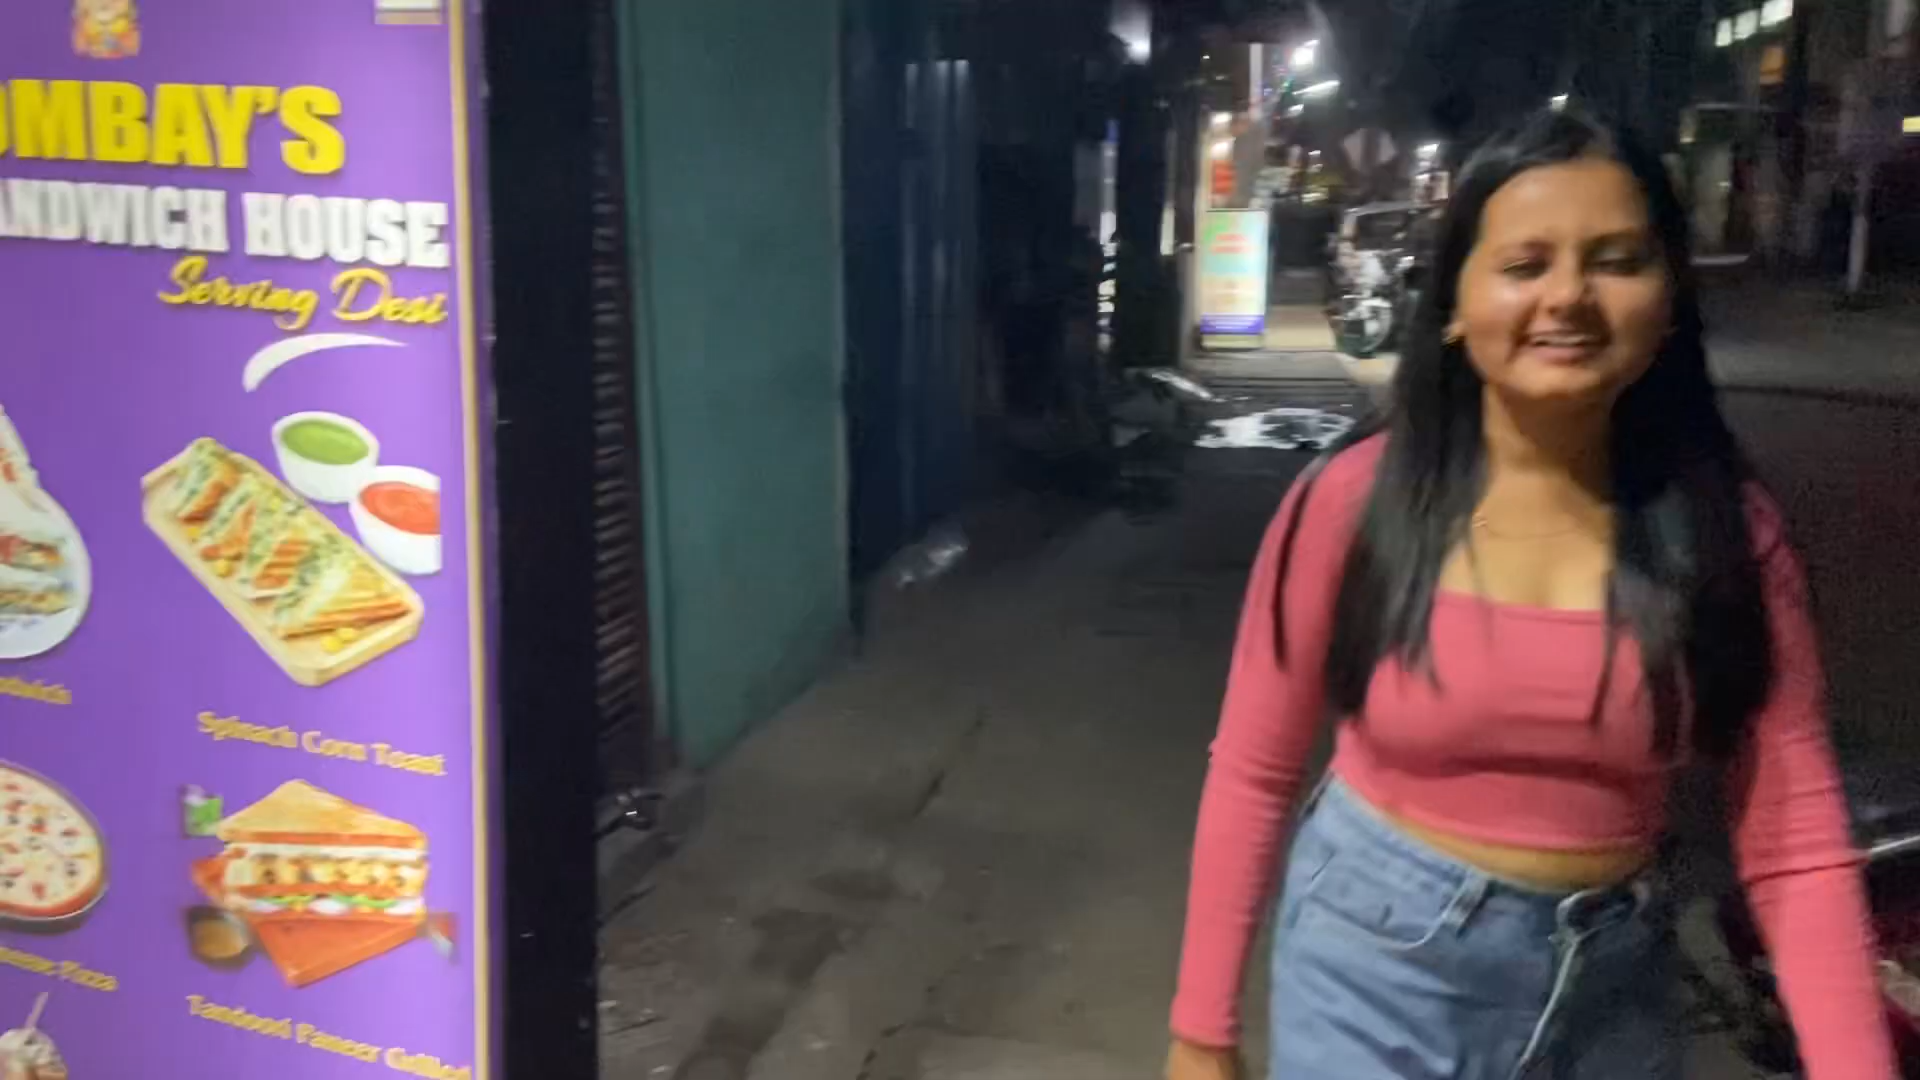 OMBAY'S
ANDWICH HOUSE
Serving Desi
Spinach Corn Toast
Tandoori Paneer Grilled